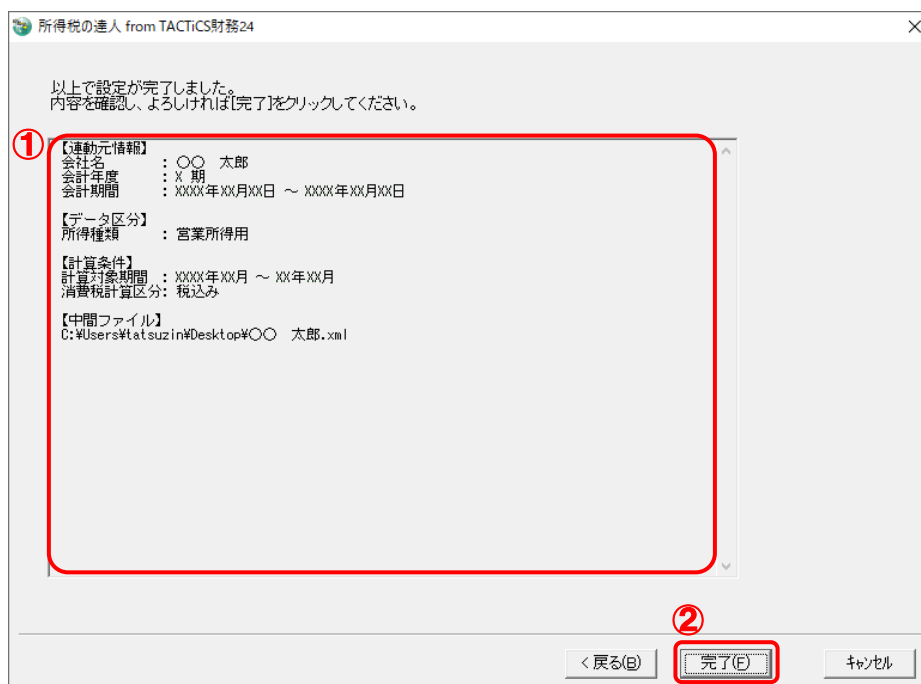 所得税の達人 from TACTiCS財務24
以上で設定が完了しました。
内容を確認し、よろしければ[完了]をクリックしてください。
①
【連動元情報】
会社名 : 〇〇 太郎
会計年度 : X 期
会計期間 : XXXX年XX月XX日 ～ XXXX年XX月XX日
【データ区分】
所得種類 : 営業所得用
【計算条件】
計算対象期間 : XXXX年XX月 ～ XX年XX月
消費税計算区分: 税込み
【中間ファイル】
C:¥Users¥tatsuzin¥Desktop¥〇〇 太郎.xml
②
< 戻る(B) 完了(F) キャンセル